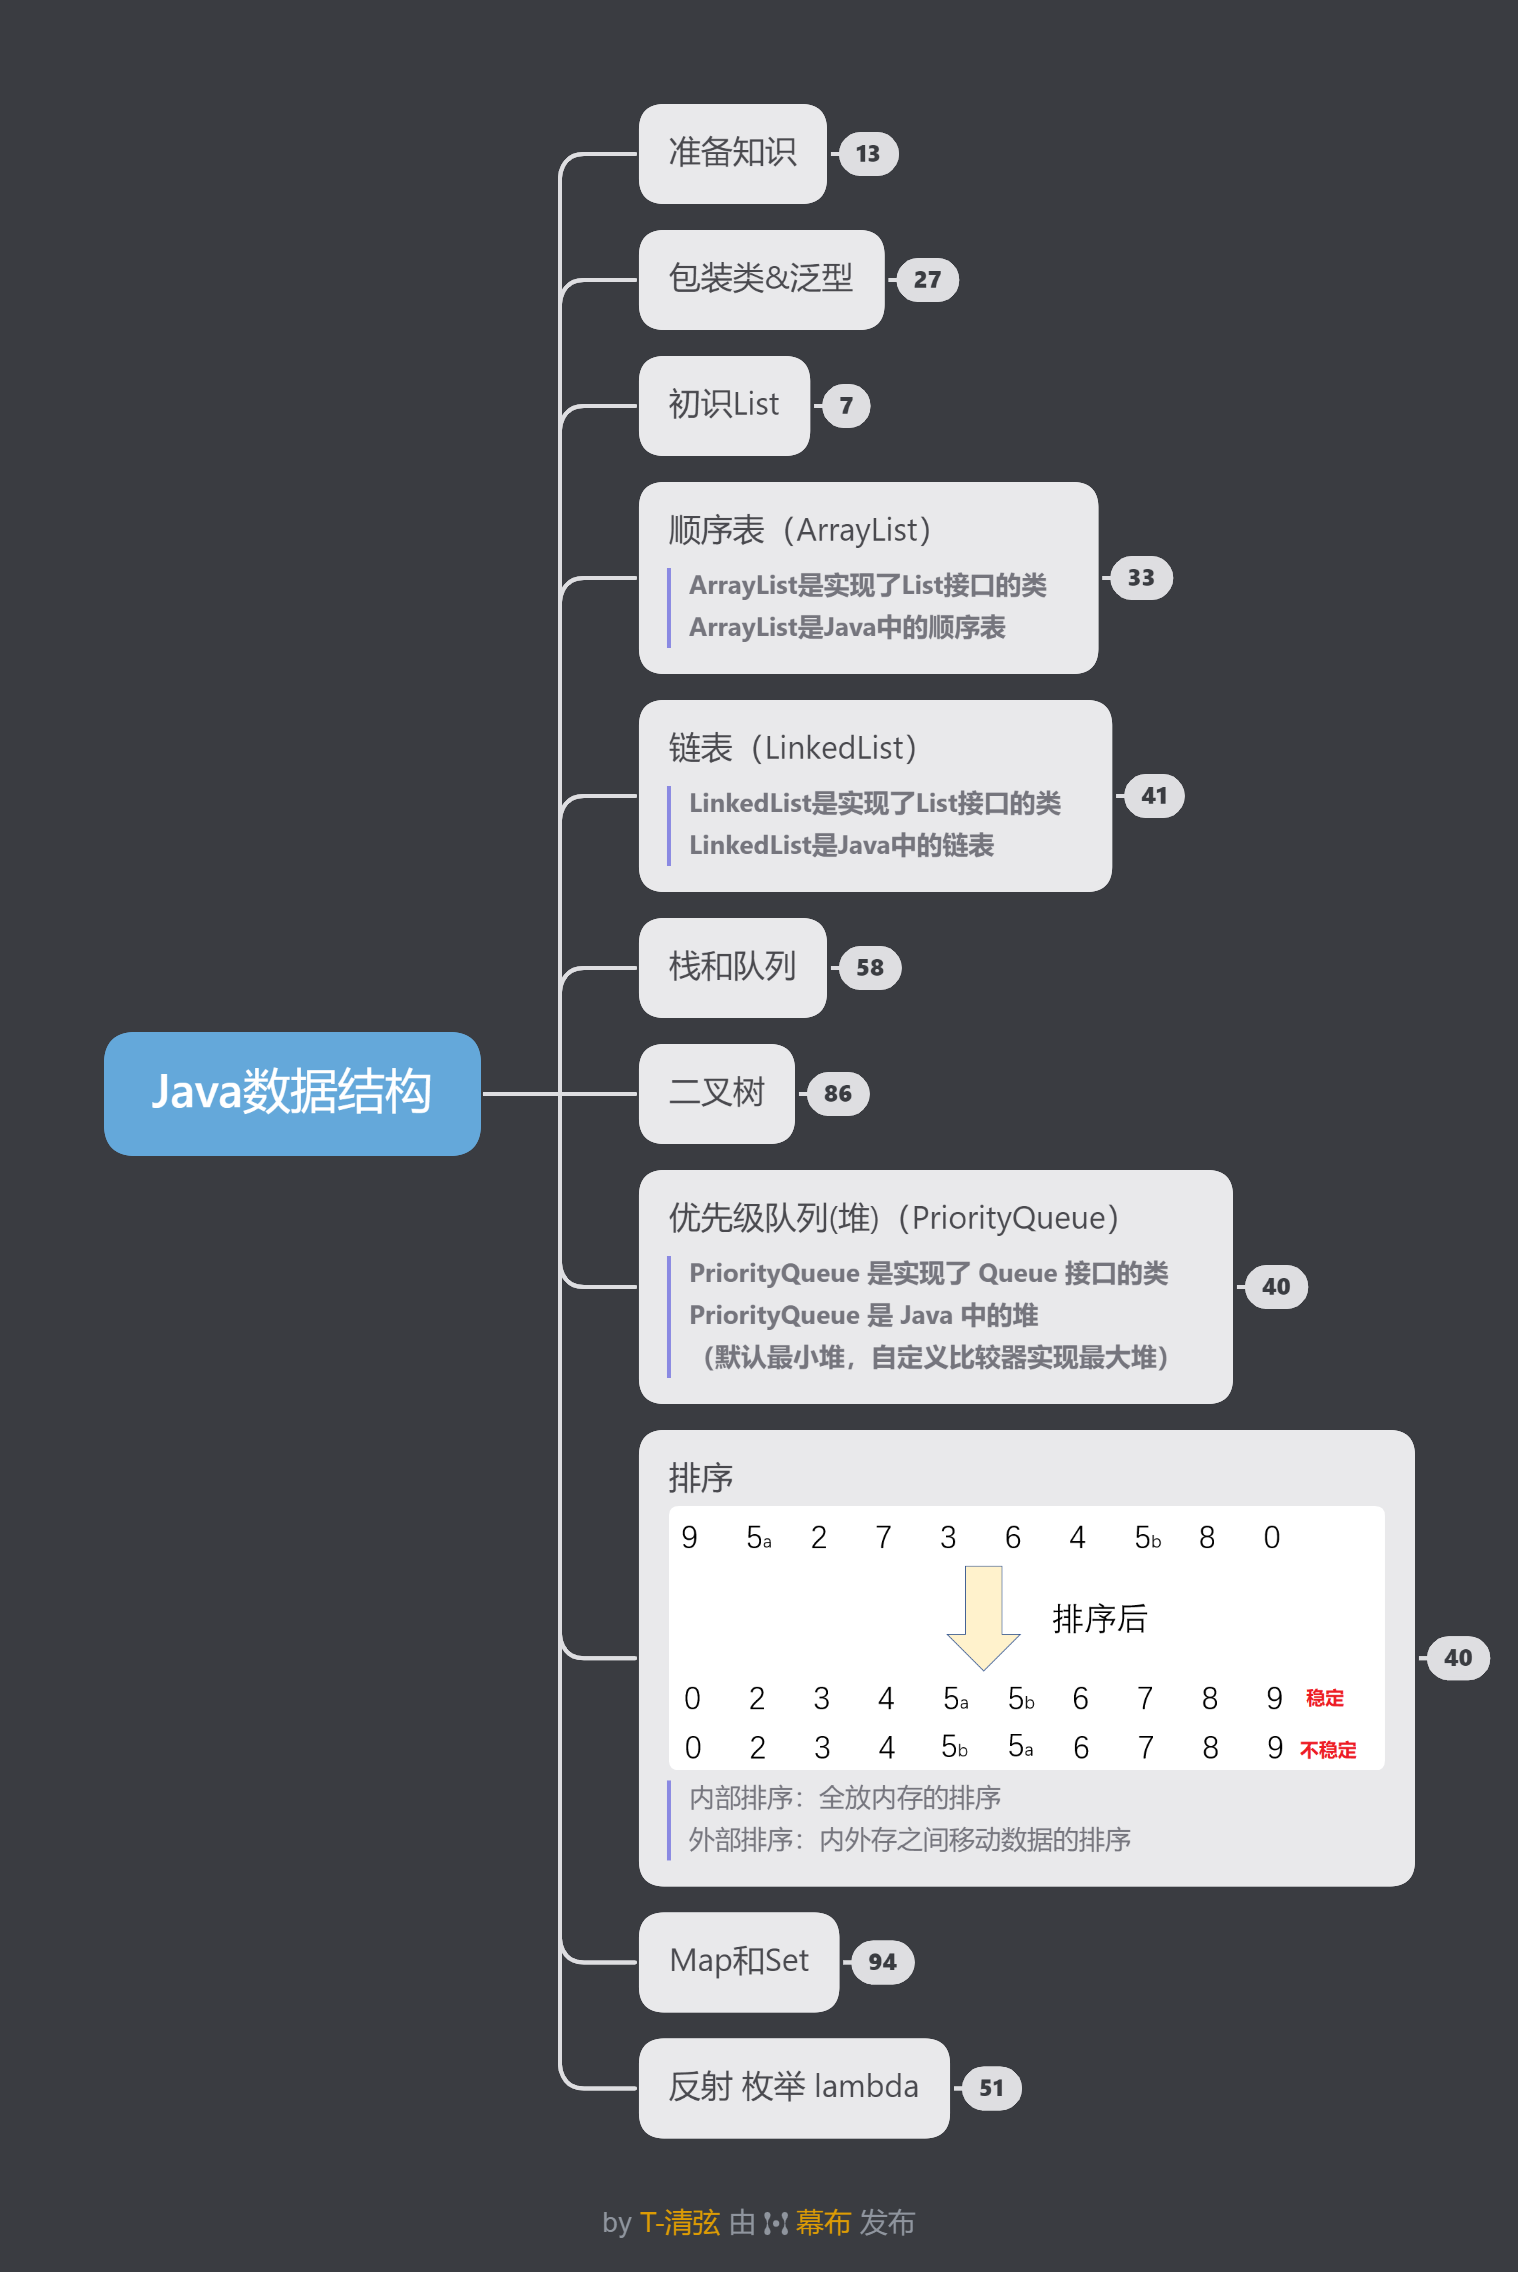 准备知识 13
包装类&泛型 27
初识List 7
顺序表（ArrayList）
ArrayList是实现了List接口的类
ArrayList是Java中的顺序表
33
链表（LinkedList）
LinkedList是实现了List接口的类
LinkedList是Java中的链表
41
栈和队列 58
Java数据结构
二叉树 86
优先级队列(堆)（PriorityQueue）
PriorityQueue 是实现了 Queue 接口的类
PriorityQueue 是 Java 中的堆
（默认最小堆，自定义比较器实现最大堆）
40
排序
9 5a 2 7 3 6 4 5b 8 0
排序后
0 2 3 4 5a 5b 6 7 8 9 稳定
0 2 3 4 5b 5a 6 7 8 9 不稳定
内部排序：全放内存的排序
外部排序：内外存之间移动数据的排序
40
Map和Set 94
反射 枚举 lambda 51
by T-清弦 由 幕布 发布